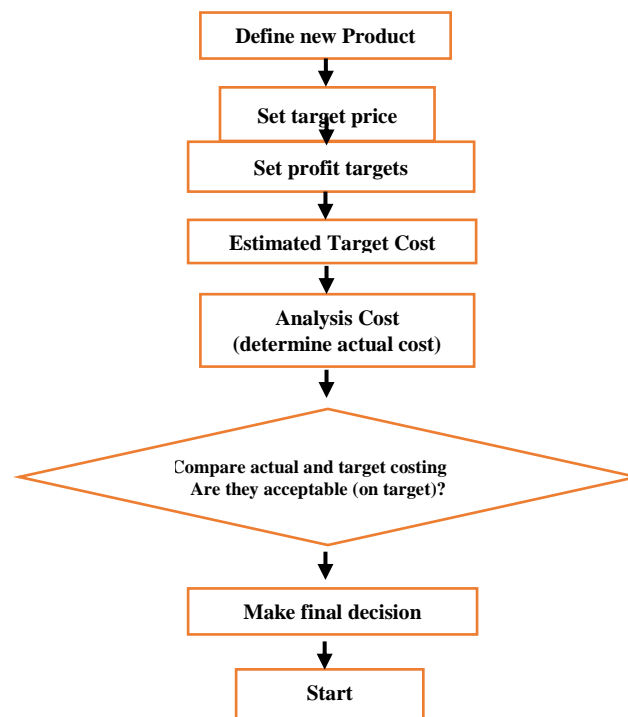 Define new Product
Set target price
Set profit targets
Estimated Target Cost
Analysis Cost
(determine actual cost)
Compare actual and target costing
Are they acceptable (on target)?
Make final decision
Start